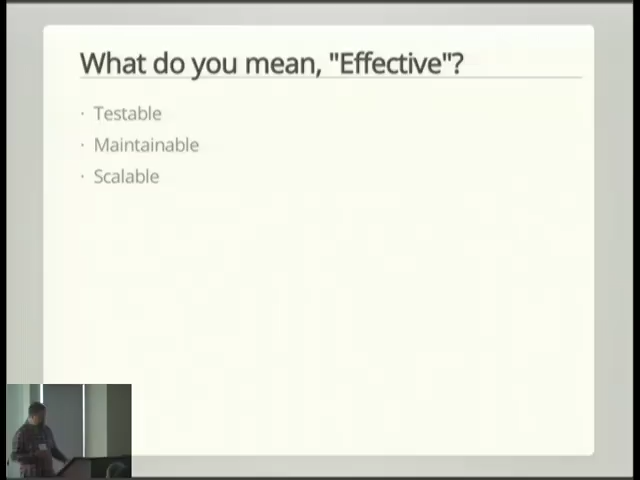 What do you mean, "Effective"?
· Testable
· Maintainable
· Scalable